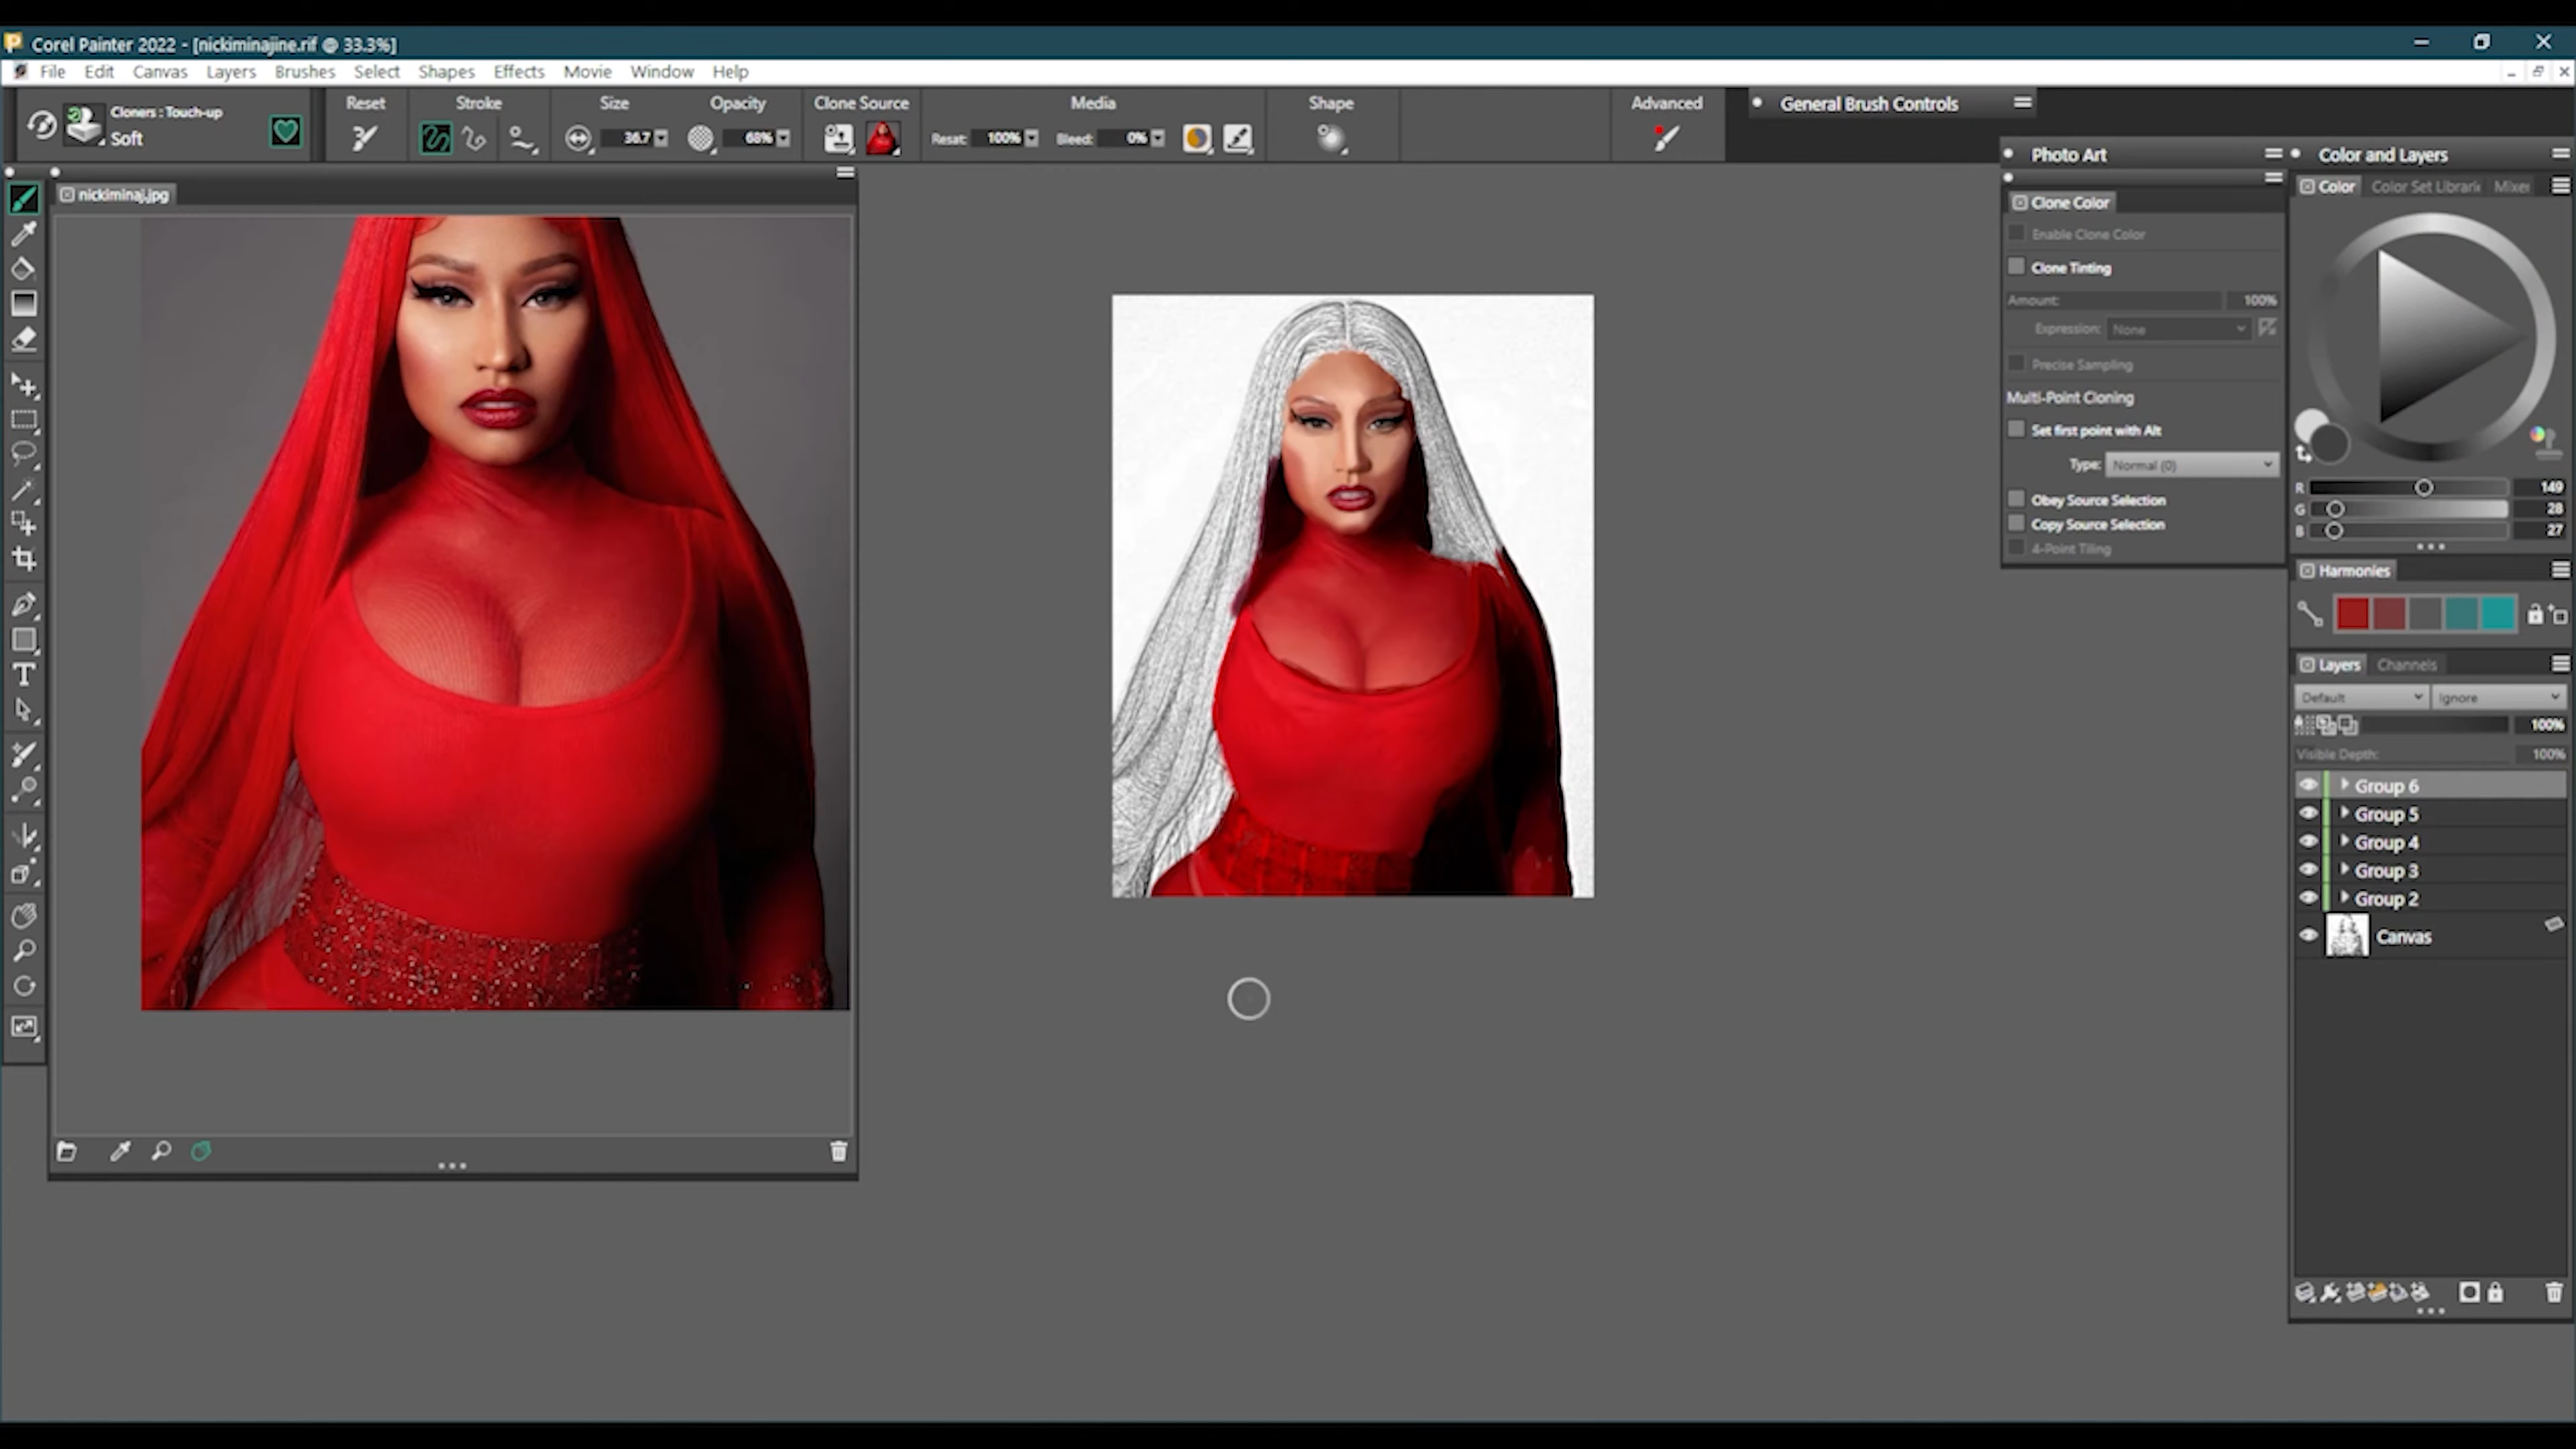 Corel Painter 2022 - [nickiminajine.rif @ 33.3%]
File Edit Canvas Layers Brushes Select Shapes Effects Movie Window Help
Cloners : Touch-up
Soft
Reset
Stroke
Size
36.7
Opacity
68%
Clone Source
Media
Resat: 100%
Bleed: 0%
Shape
Advanced
General Brush Controls
nickiminaj.jpg
Photo Art
Clone Color
Enable Clone Color
Clone Tinting
Amount: 100%
Expression: None
Precise Sampling
Multi-Point Cloning
Set first point with Alt
Type: Normal (0)
Obey Source Selection
Copy Source Selection
4-Point Tiling
Color and Layers
Color Color Set Librari Mixer
R 149
G 28
B 27
Harmonies
Layers Channels
Default Ignore
100%
Visible Depth: 100%
Group 6
Group 5
Group 4
Group 3
Group 2
Canvas